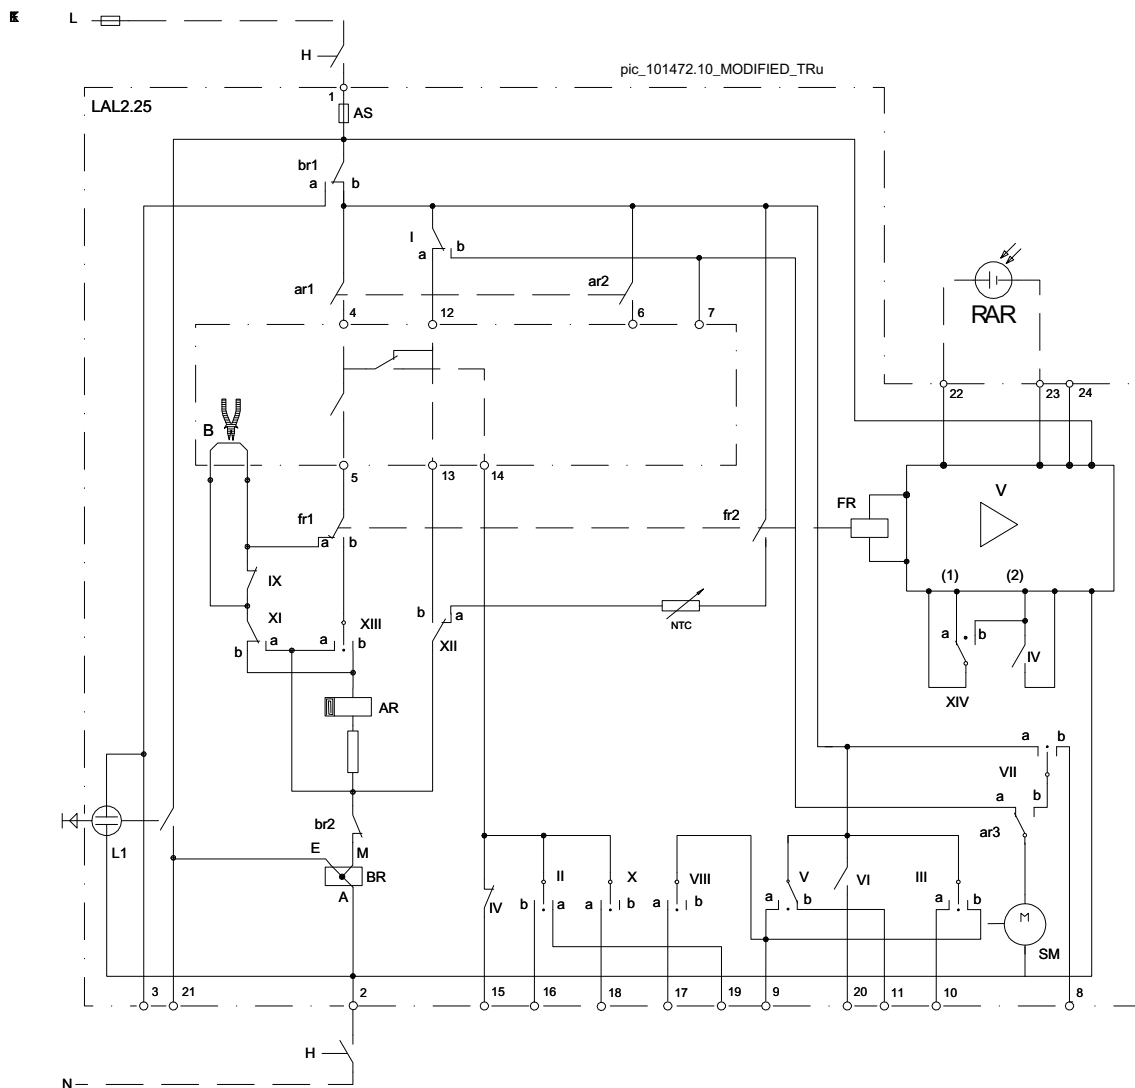 L
H
pic_101472.10_MODIFIED_TRu
1
LAL2.25
AS
br1
a b
I
b
a
ar1
ar2
4 12 6 7
RAR
22 23 24
B
5 13 14
fr1
fr2
FR
V
a b
(1) (2)
IX
XI
a
b
XIII
a b
b a
XII
NTC
a b
IV
XIV
AR
a b
VII
b
a
ar3
br2
E M
L1
BR
A
II X VIII V VI III
IV
b a a b a b a b a b
M
SM
3 21 2 15 16 18 17 19 9 20 11 10 8
H
N